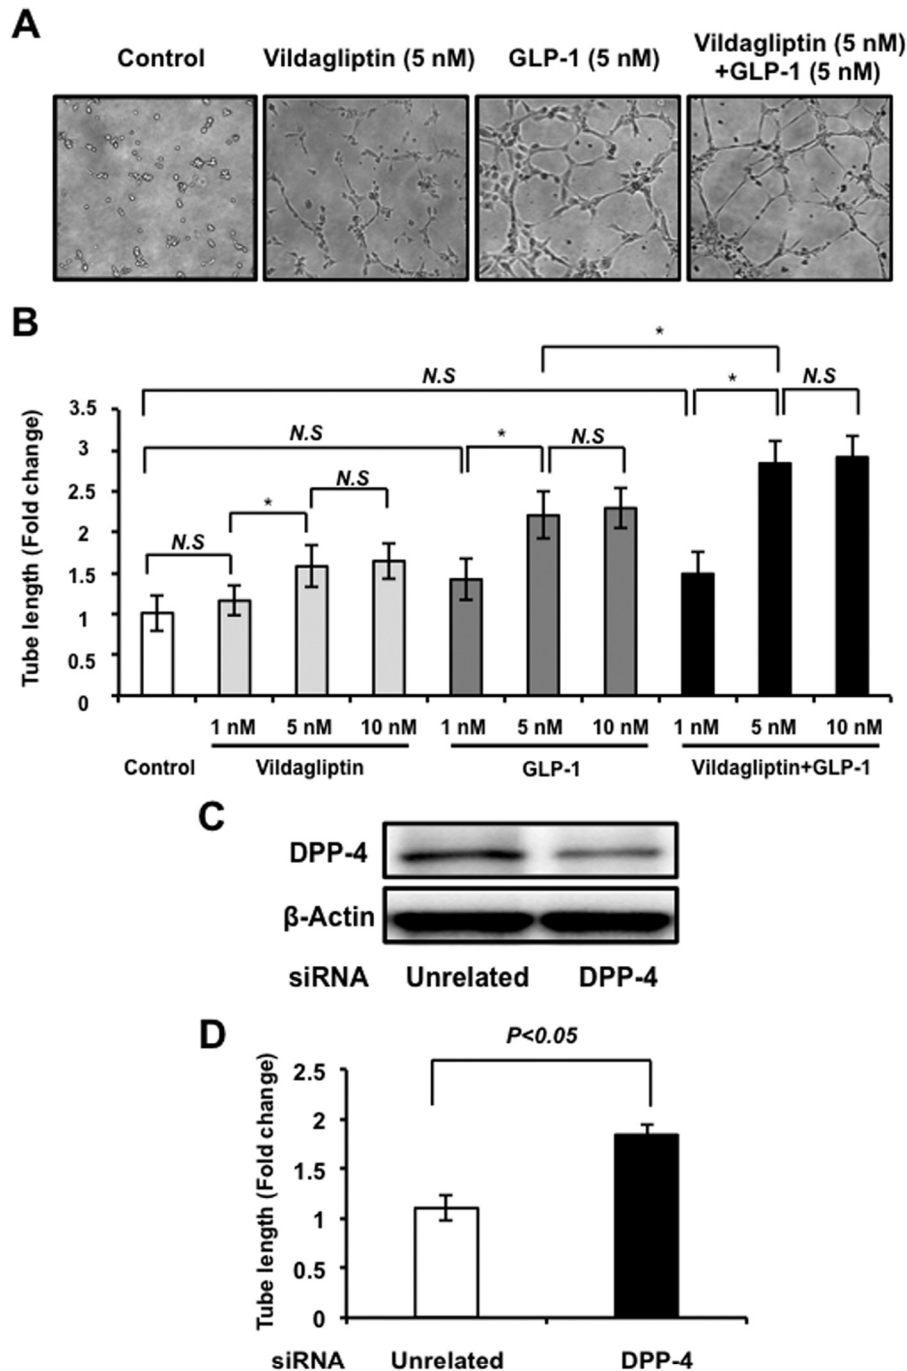 A
Control
Vildagliptin (5 nM)
GLP-1 (5 nM)
Vildagliptin (5 nM)
+GLP-1 (5 nM)
B
*
N.S
*
N.S
N.S
*
N.S
N.S
*
N.S
Tube length (Fold change)
3.5
3
2.5
2
1.5
1
0.5
0
1 nM 5 nM 10 nM 1 nM 5 nM 10 nM 1 nM 5 nM 10 nM
Control Vildagliptin GLP-1 Vildagliptin+GLP-1
C
DPP-4
β-Actin
siRNA Unrelated DPP-4
D
P<0.05
Tube length (Fold change)
2.5
2
1.5
1
0.5
0
siRNA Unrelated DPP-4